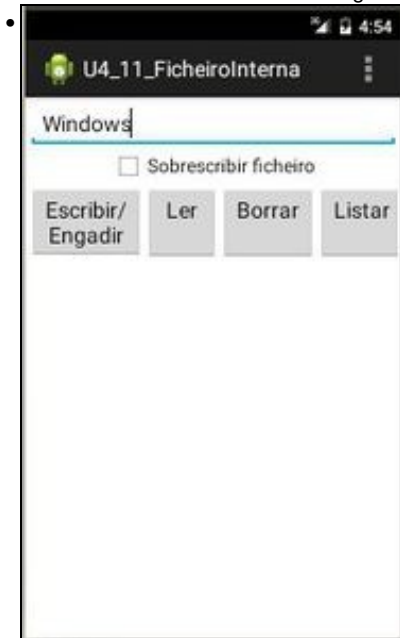 4:54
U4_11_FicheiroInterna
Windows
Sobrescribir ficheiro
Escribir/
Engadir
Ler
Borrar
Listar